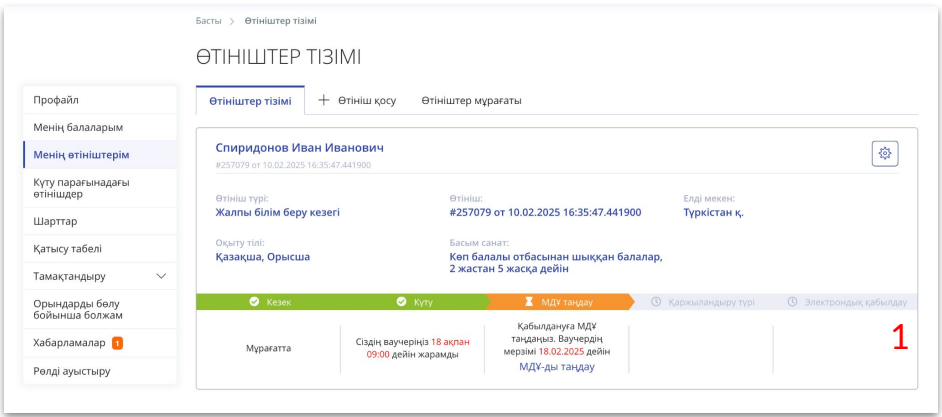 Басты > Өтініштер тізімі
ӨТІНІШТЕР ТІЗІМІ
Профайл
Менің балаларым
Менің өтініштерім
Күту парағынадағы
өтінішдер
Шарттар
Қатысу табелі
Тамақтандыру
Орындарды бөлу
бойынша болжам
Хабарламалар 1
Рөлді ауыстыру
Өтініштер тізімі
+ Өтініш қосу
Өтініштер мұрағаты
Спиридонов Иван Иванович
#257079 от 10.02.2025 16:35:47.441900
Өтініш түрі:
Жалпы білім беру кезегі
Өтініш:
#257079 от 10.02.2025 16:35:47.441900
Елді мекен:
Түркістан қ.
Оқыту тілі:
Қазақша, Орысша
Басым санат:
Көп балалы отбасынан шыққан балалар,
2 жастан 5 жасқа дейін
Кезек
Күту
МДҰ таңдау
Қаржыландыру түрі
Электрондық қабылдау
Мұрағатта
Сіздің ваучеріңіз 18 ақпан
09:00 дейін жарамды
Қабылдануға МДҰ
таңдаңыз. Ваучердің
мерзімі 18.02.2025 дейін
МДҰ-ды таңдау
1